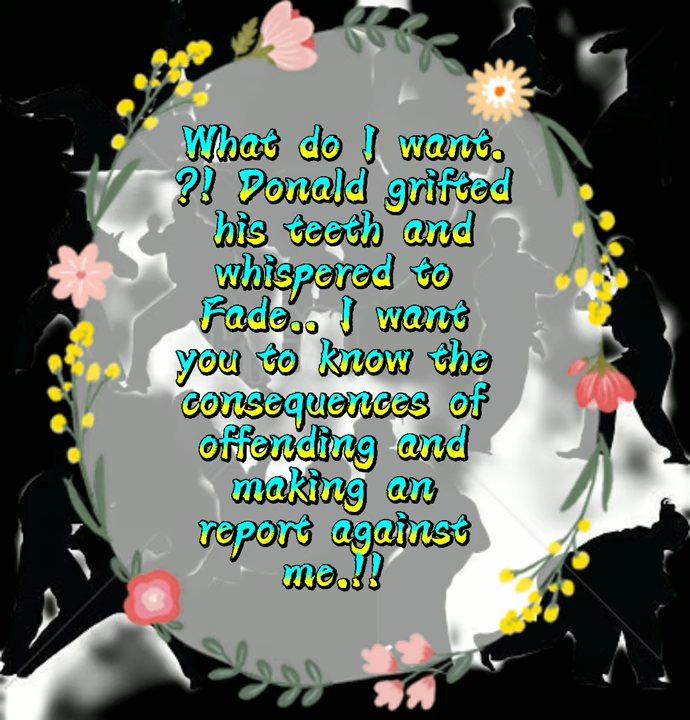 What do I want.
?! Donald grifted
his teeth and
whispered to
Fade.. I want
you to know the
consequences of
offending and
making an
report against
me.!!